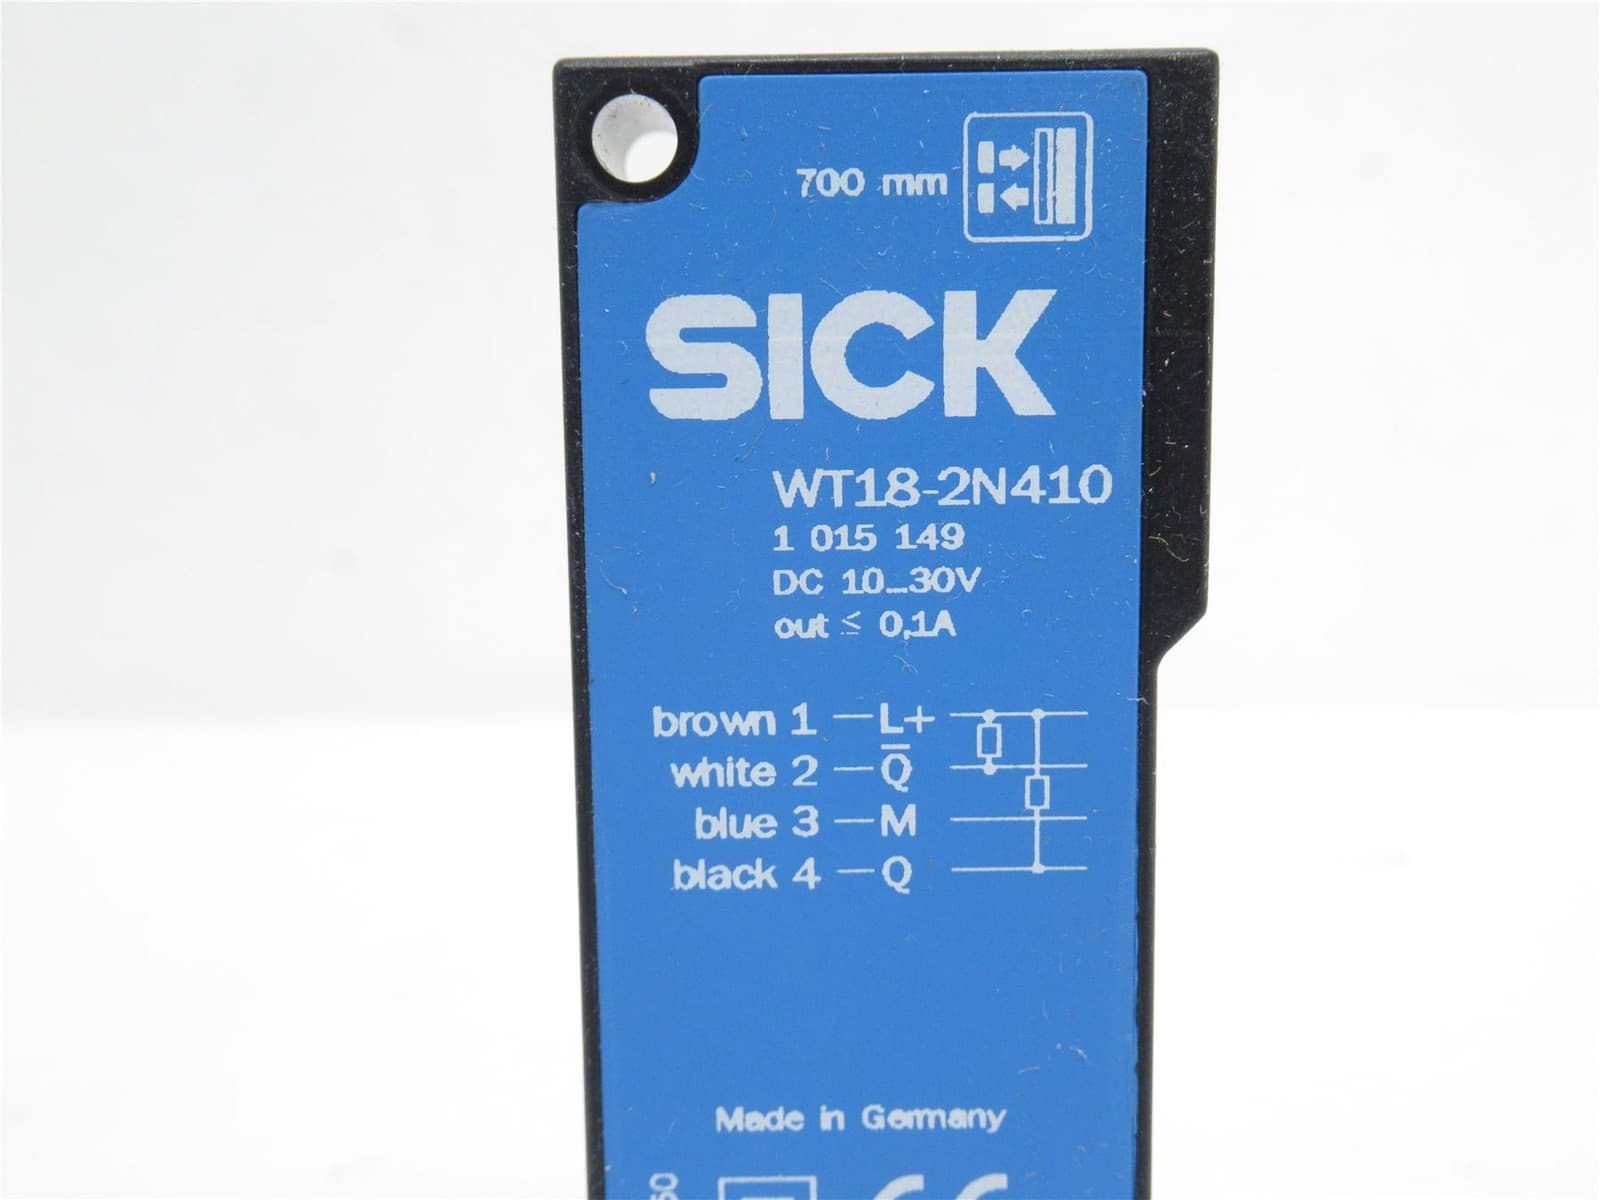 700 mm
SICK
WT18-2N410
1 015 149
DC 10...30V
out ≤ 0,1A
brown 1 — L+
white 2 — Q̅
blue 3 — M
black 4 — Q
Made in Germany
CE